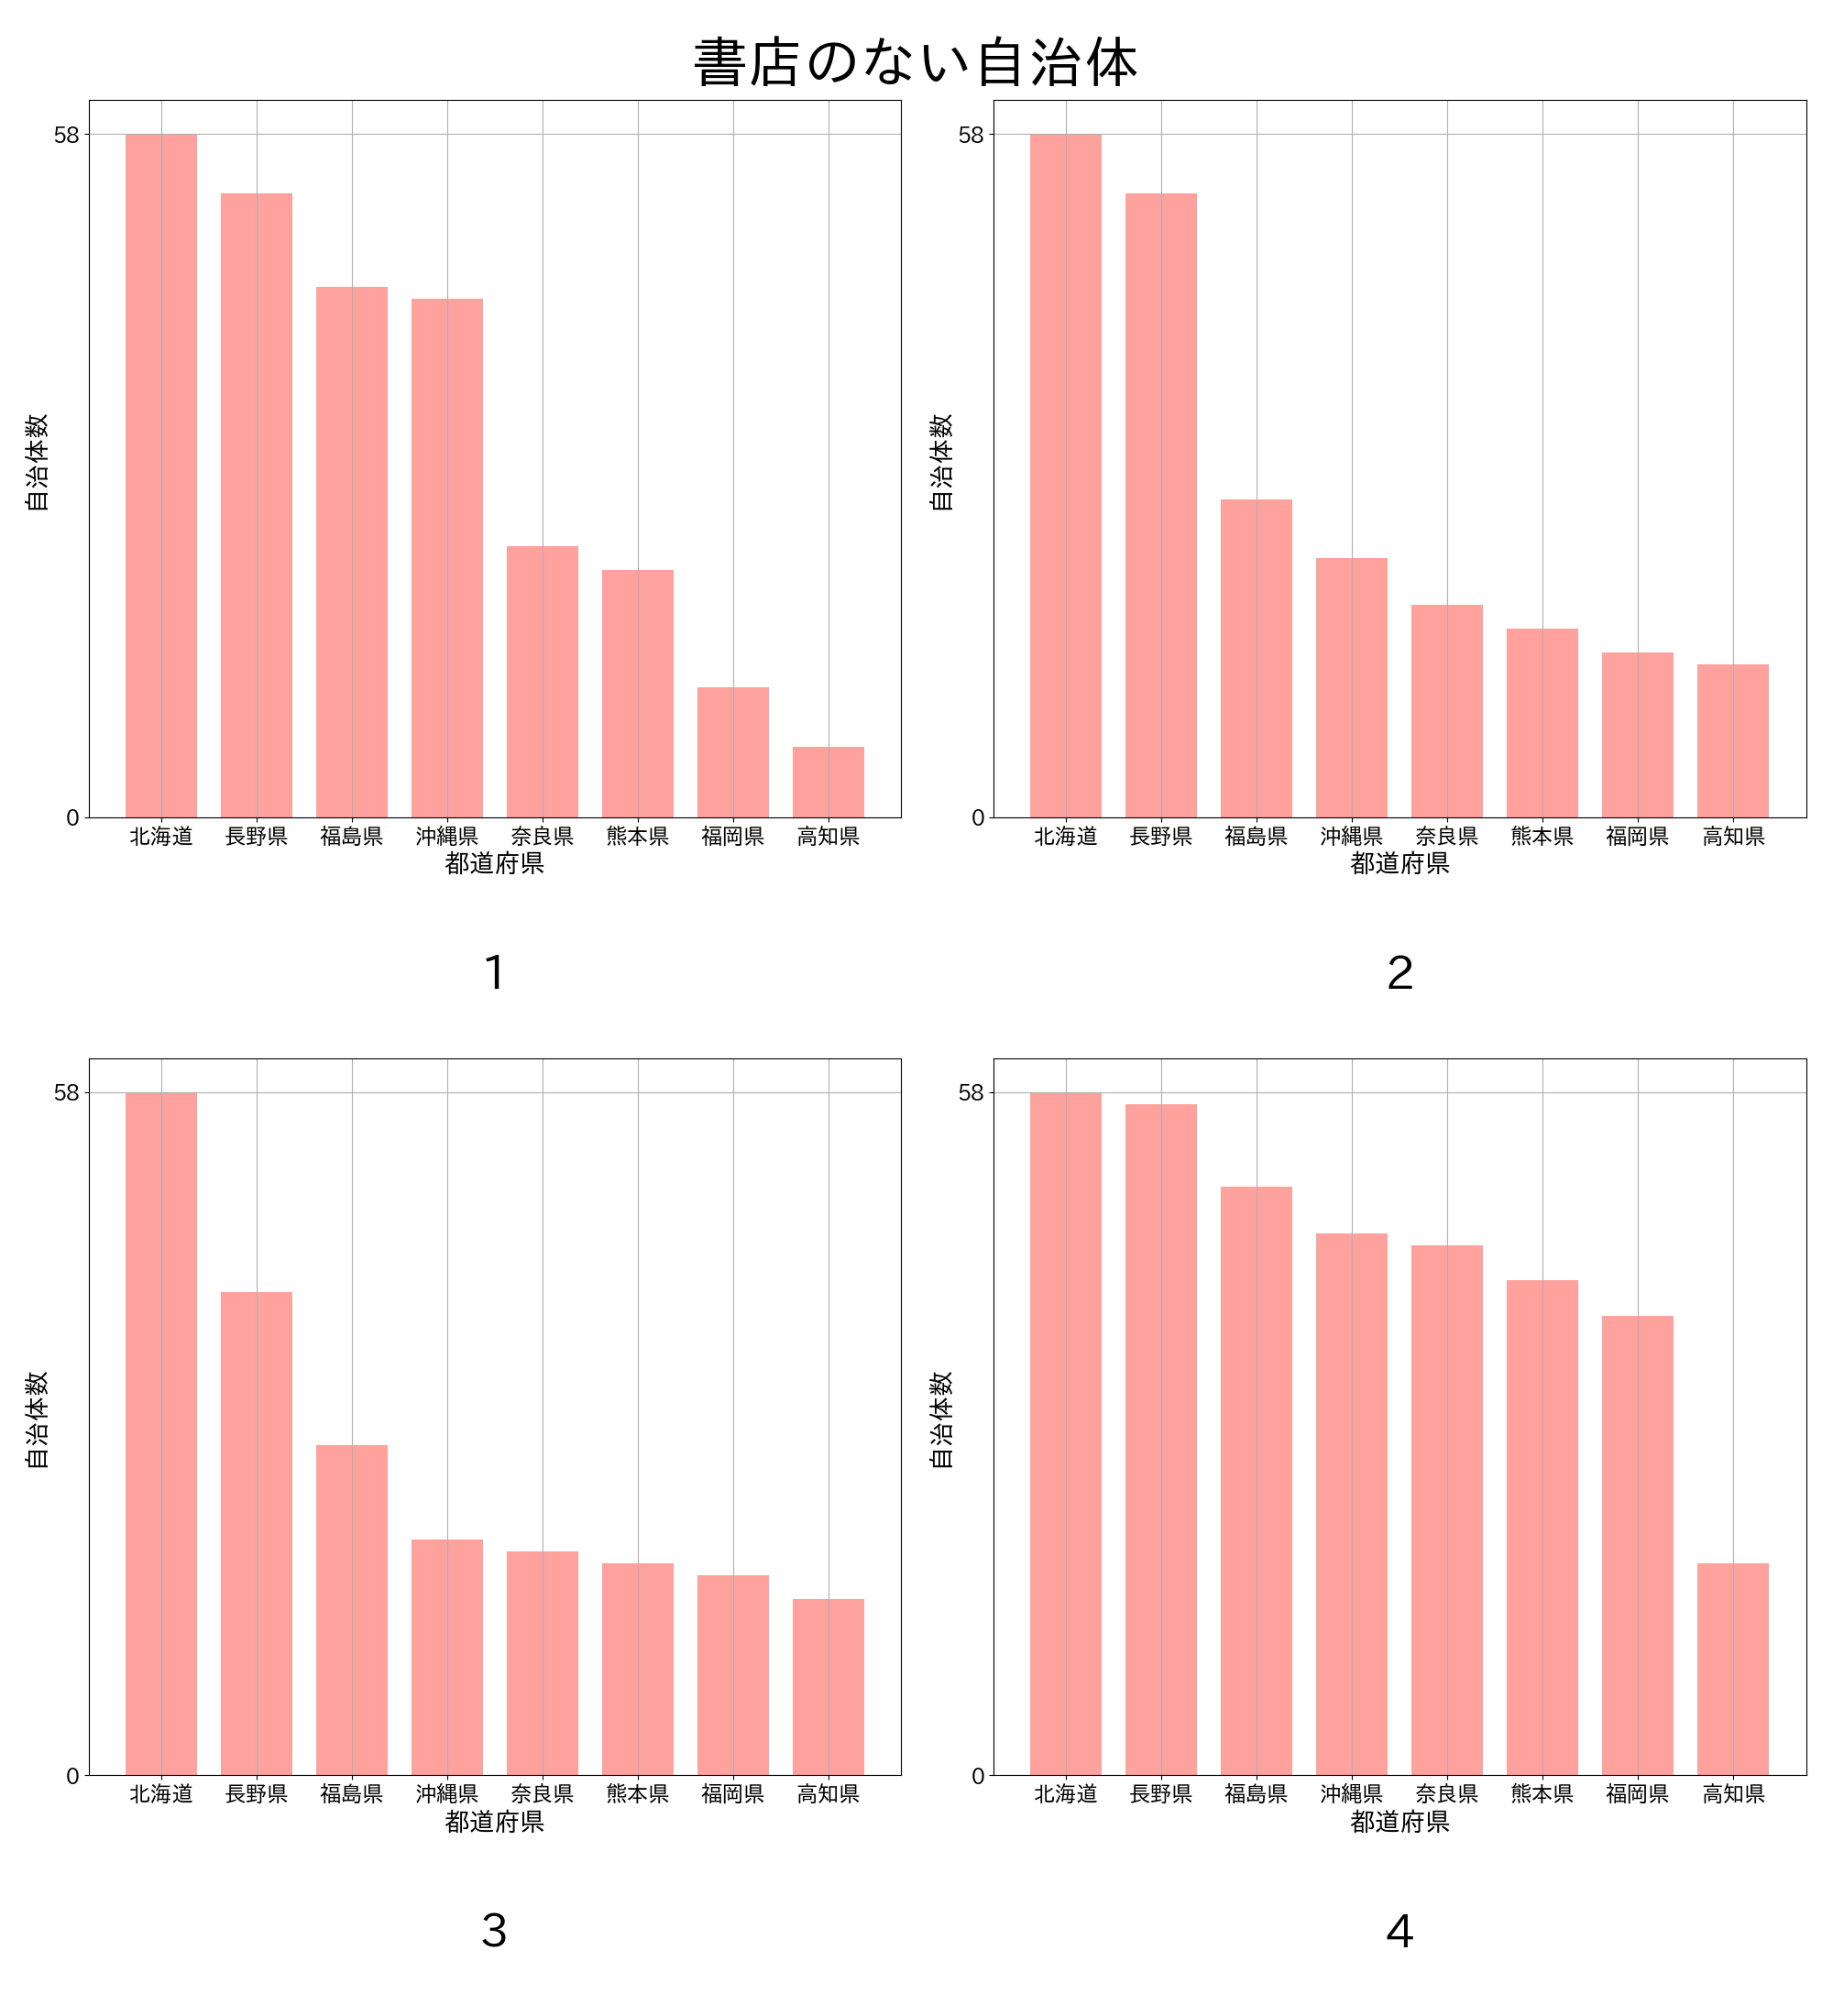 書店のない自治体
58
0
自治体数
北海道 長野県 福島県 沖縄県 奈良県 熊本県 福岡県 高知県
都道府県
1
58
0
自治体数
北海道 長野県 福島県 沖縄県 奈良県 熊本県 福岡県 高知県
都道府県
2
58
0
自治体数
北海道 長野県 福島県 沖縄県 奈良県 熊本県 福岡県 高知県
都道府県
3
58
0
自治体数
北海道 長野県 福島県 沖縄県 奈良県 熊本県 福岡県 高知県
都道府県
4